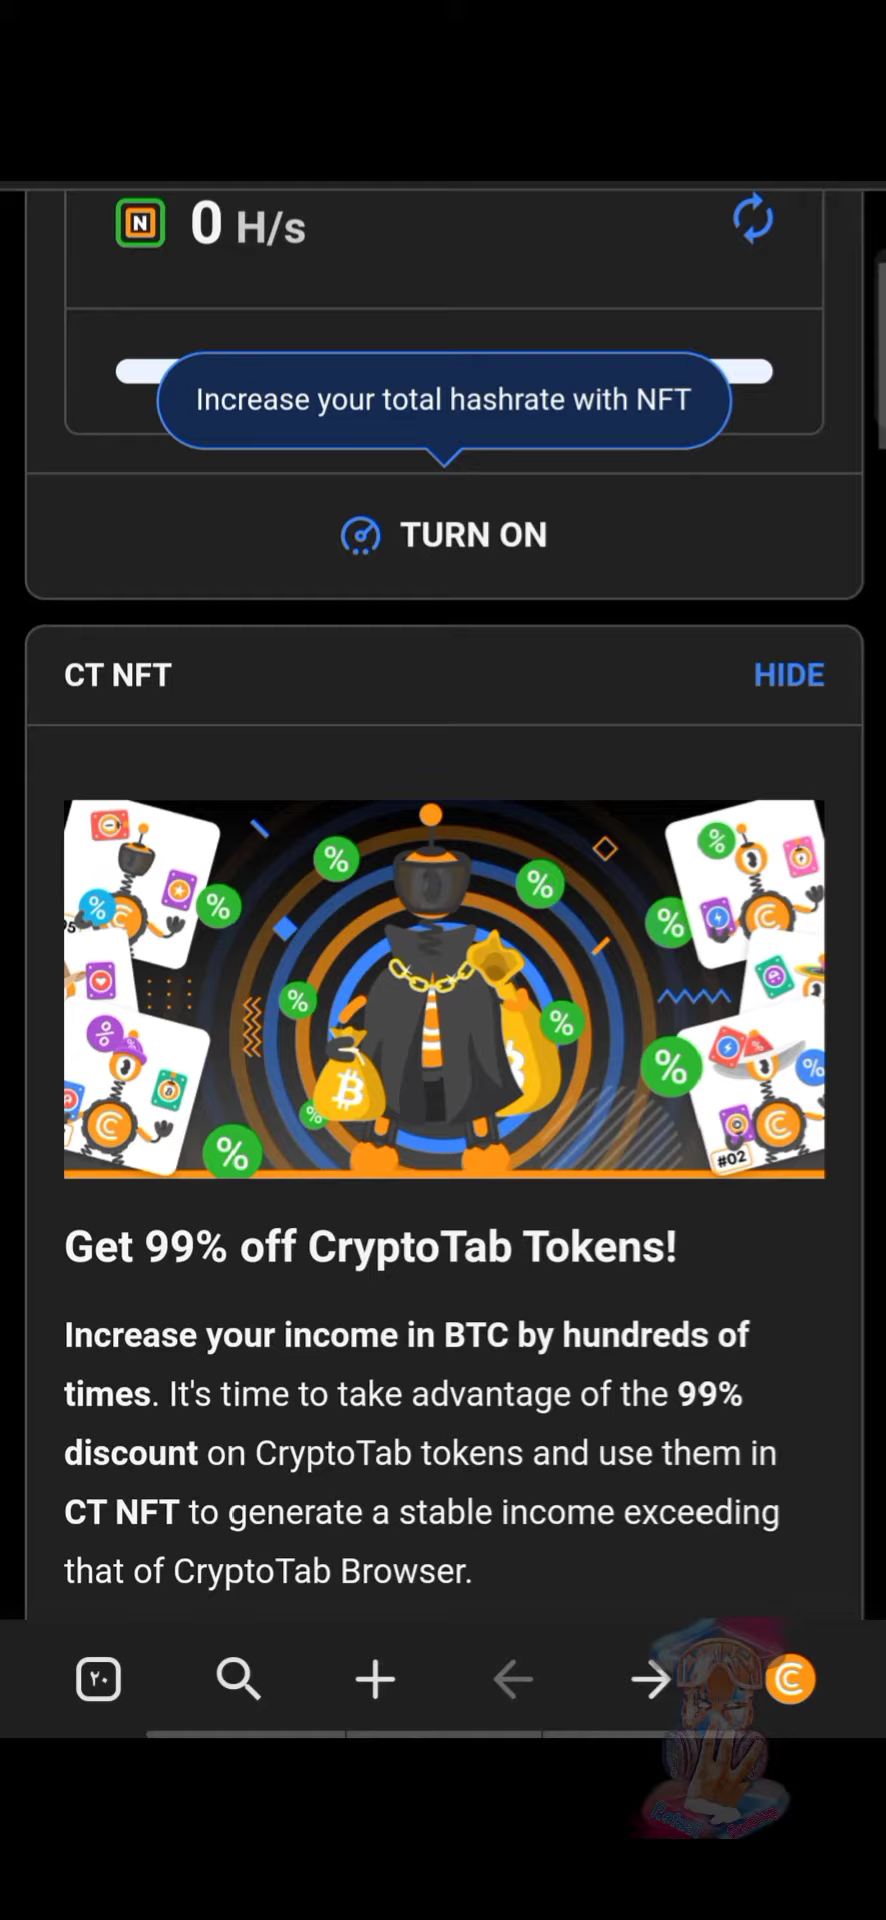 N 0 H/s
Increase your total hashrate with NFT
TURN ON
CT NFT
HIDE
#02
Get 99% off CryptoTab Tokens!
Increase your income in BTC by hundreds of
times. It's time to take advantage of the 99%
discount on CryptoTab tokens and use them in
CT NFT to generate a stable income exceeding
that of CryptoTab Browser.
٢٠